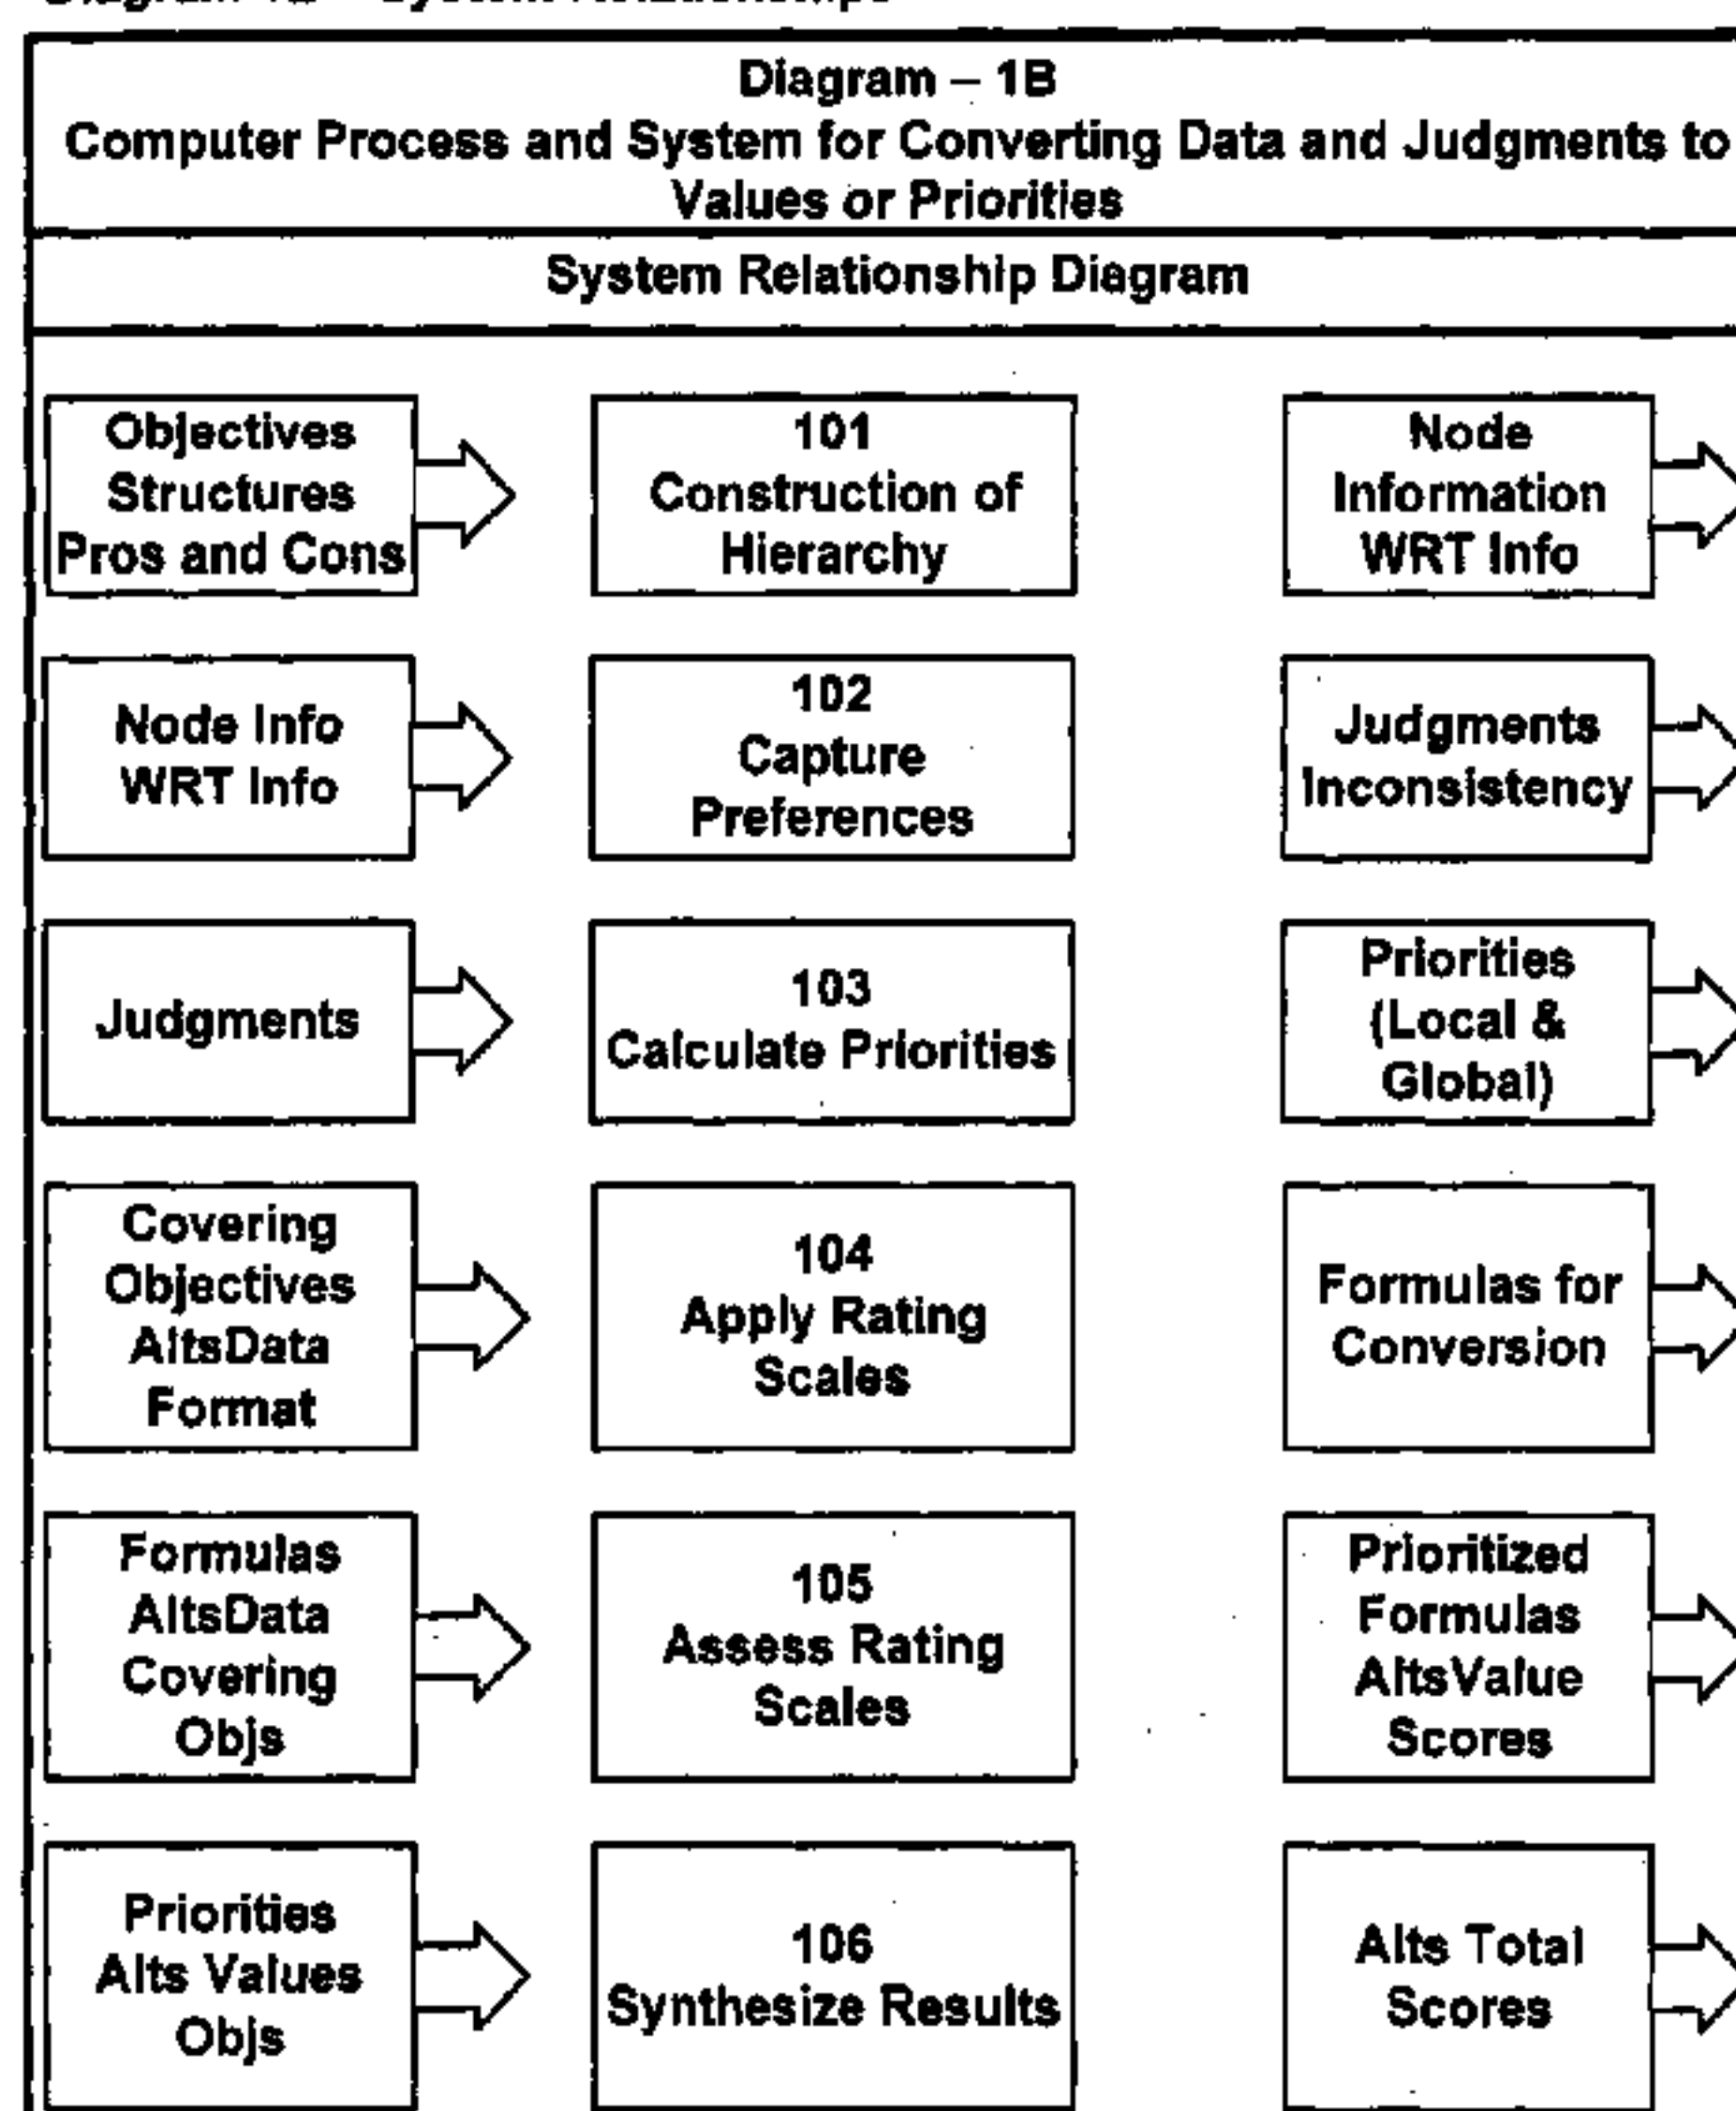 Diagram – 1B
Computer Process and System for Converting Data and Judgments to
Values or Priorities
System Relationship Diagram
Objectives
Structures
Pros and Cons
101
Construction of
Hierarchy
Node
Information
WRT Info
Node Info
WRT Info
102
Capture
Preferences
Judgments
Inconsistency
Judgments
103
Calculate Priorities
Priorities
(Local &
Global)
Covering
Objectives
AltsData
Format
104
Apply Rating
Scales
Formulas for
Conversion
Formulas
AltsData
Covering
Objs
105
Assess Rating
Scales
Prioritized
Formulas
AltsValue
Scores
Priorities
Alts Values
Objs
106
Synthesize Results
Alts Total
Scores